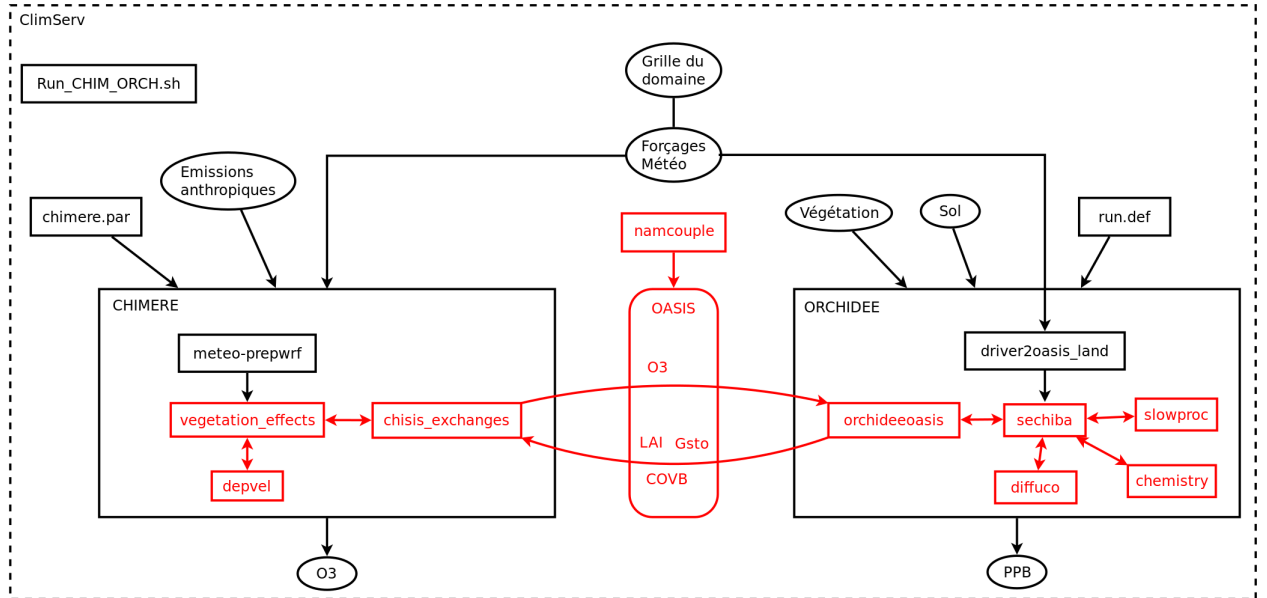 ClimServ
Run_CHIM_ORCH.sh
Grille du
domaine
Forçages
Météo
Emissions
anthropiques
chimere.par
namcouple
Végétation
Sol
run.def
CHIMERE
meteo-prepwrf
vegetation_effects
chisis_exchanges
depvel
O3
OASIS
O3
LAI Gsto
COVB
ORCHIDEE
driver2oasis_land
orchideeoasis
sechiba
slowproc
chemistry
diffuco
PPB